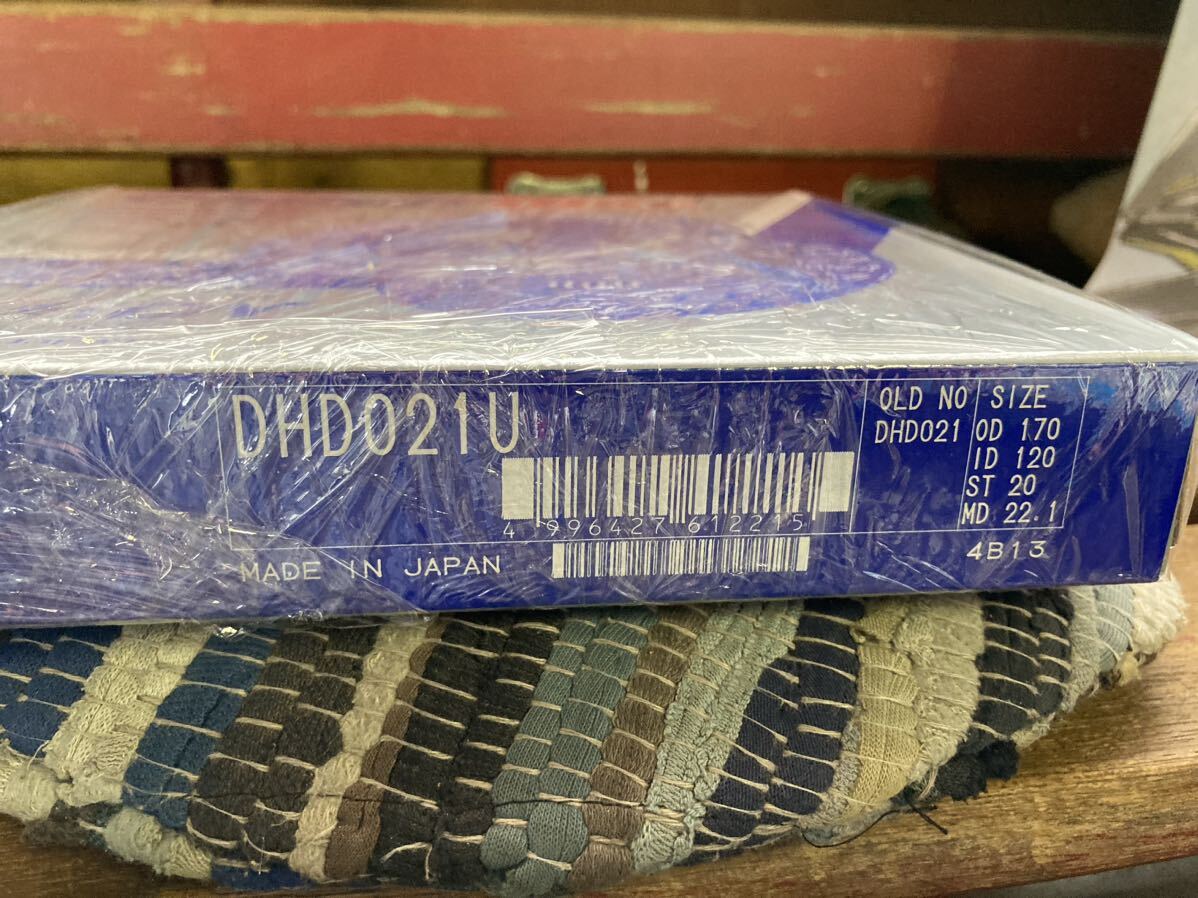 DHD021U
4 996427 612215
MADE IN JAPAN
OLD NO
DHD021
SIZE
OD 170
ID 120
ST 20
MD 22.1
4B13